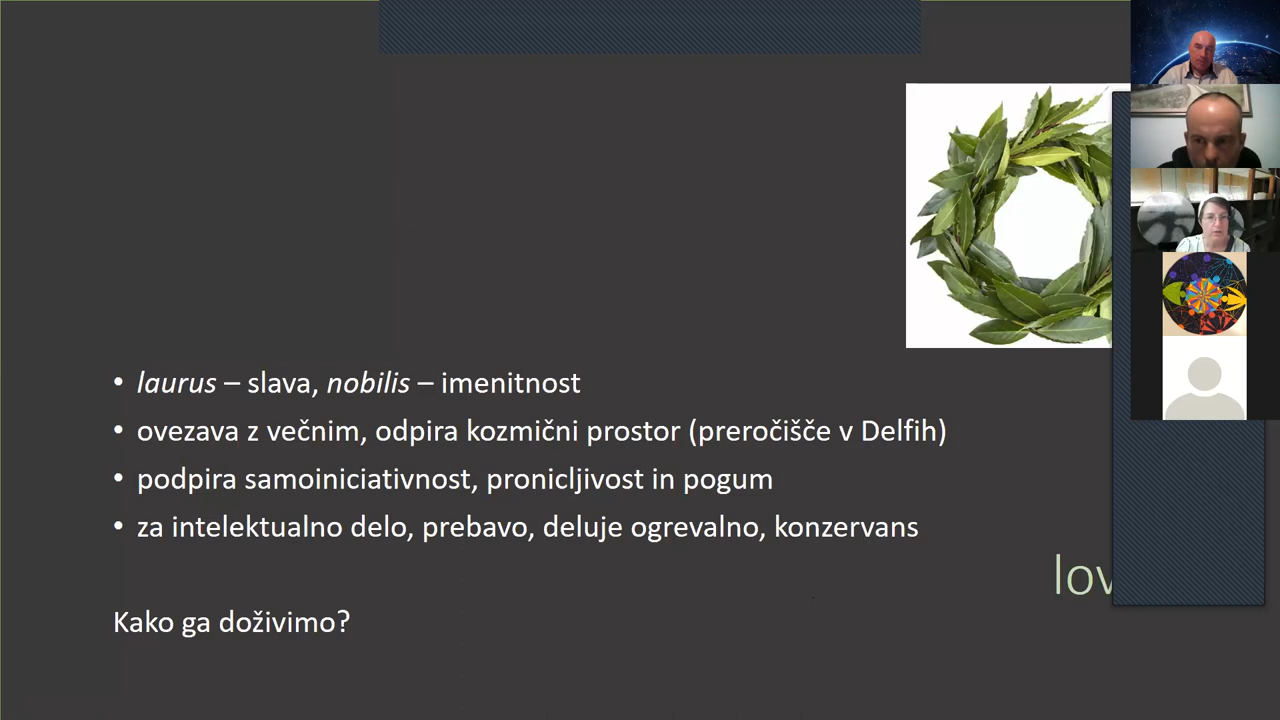 laurus – slava, nobilis – imenitnost
ovezava z večnim, odpira kozmični prostor (preročišče v Delfih)
podpira samoiniciativnost, pronicljivost in pogum
za intelektualno delo, prebavo, deluje ogrevalno, konzervans
Kako ga doživimo?